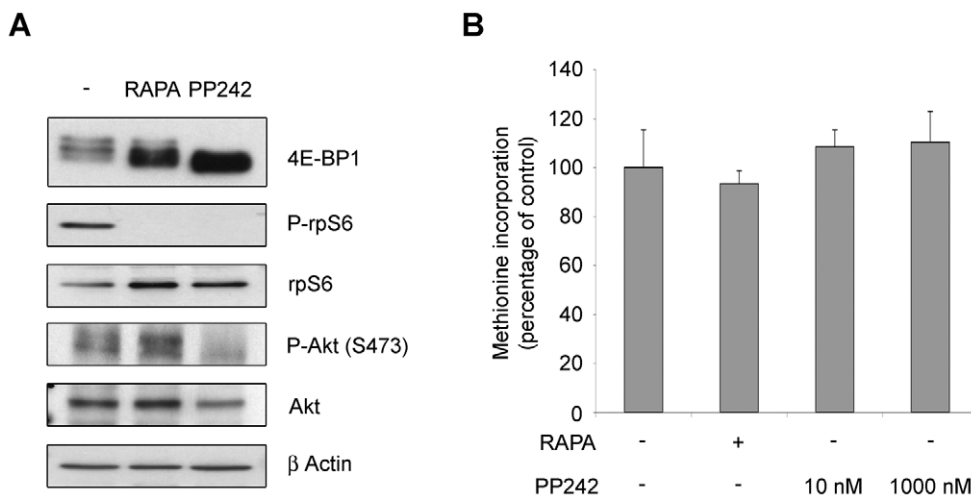 A
- RAPA PP242
4E-BP1
P-rpS6
rpS6
P-Akt (S473)
Akt
β Actin
B
Methionine incorporation
(percentage of control)
140
120
100
80
60
40
20
0
RAPA - + - -
PP242 - - 10 nM 1000 nM